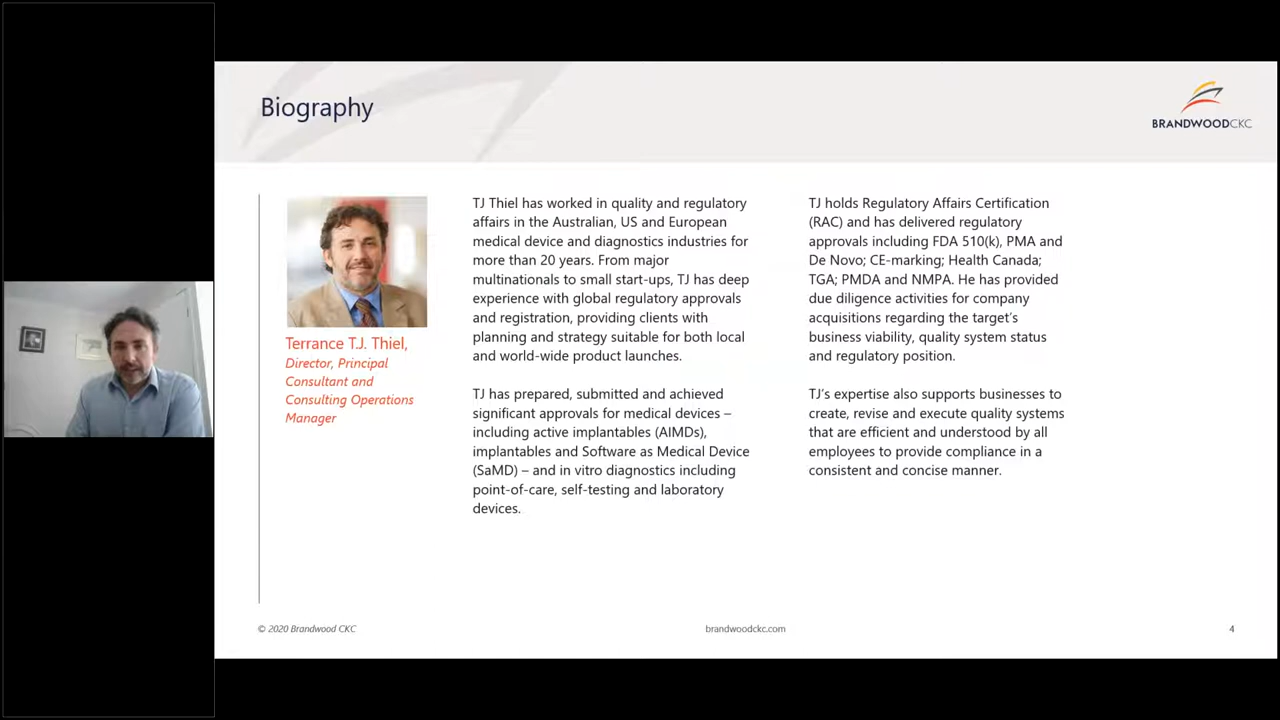 Biography
BRANDWOODCKC
Terrance T.J. Thiel,
Director, Principal
Consultant and
Consulting Operations
Manager
TJ Thiel has worked in quality and regulatory
affairs in the Australian, US and European
medical device and diagnostics industries for
more than 20 years. From major
multinationals to small start-ups, TJ has deep
experience with global regulatory approvals
and registration, providing clients with
planning and strategy suitable for both local
and world-wide product launches.
TJ has prepared, submitted and achieved
significant approvals for medical devices –
including active implantables (AIMDs),
implantables and Software as Medical Device
(SaMD) – and in vitro diagnostics including
point-of-care, self-testing and laboratory
devices.
TJ holds Regulatory Affairs Certification
(RAC) and has delivered regulatory
approvals including FDA 510(k), PMA and
De Novo; CE-marking; Health Canada;
TGA; PMDA and NMPA. He has provided
due diligence activities for company
acquisitions regarding the target's
business viability, quality system status
and regulatory position.
TJ's expertise also supports businesses to
create, revise and execute quality systems
that are efficient and understood by all
employees to provide compliance in a
consistent and concise manner.
© 2020 Brandwood CKC
brandwoodckc.com
4